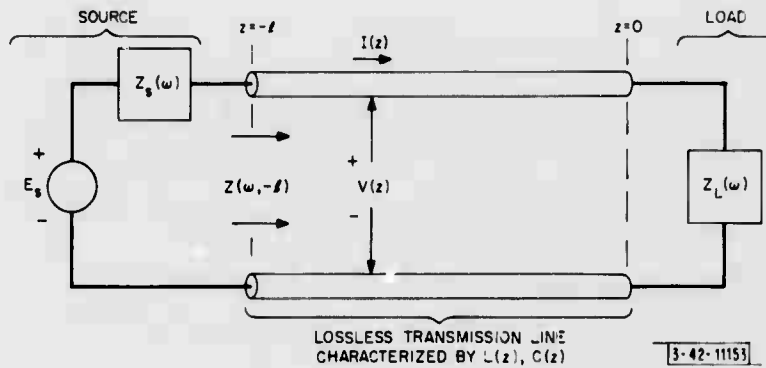 SOURCE
LOAD
z=-ℓ
I(z)
z=0
Z_s(ω)
+
E_s
-
Z(ω,-ℓ)
+
V(z)
-
Z_L(ω)
LOSSLESS TRANSMISSION LINE
CHARACTERIZED BY L(z), C(z)
3-42-11153